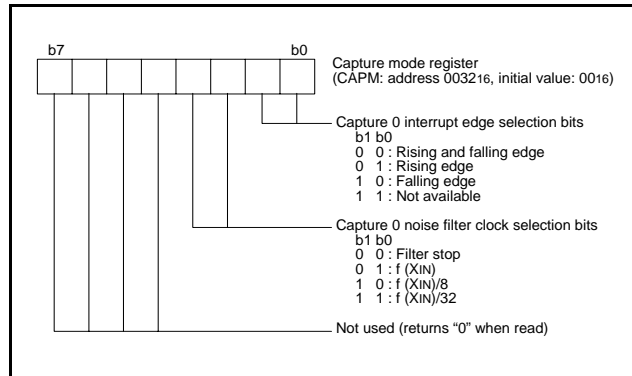 b7 b0
Capture mode register
(CAPM: address 003216, initial value: 0016)
Capture 0 interrupt edge selection bits
b1 b0
0 0 : Rising and falling edge
0 1 : Rising edge
1 0 : Falling edge
1 1 : Not available
Capture 0 noise filter clock selection bits
b1 b0
0 0 : Filter stop
0 1 : f (XIN)
1 0 : f (XIN)/8
1 1 : f (XIN)/32
Not used (returns “0” when read)